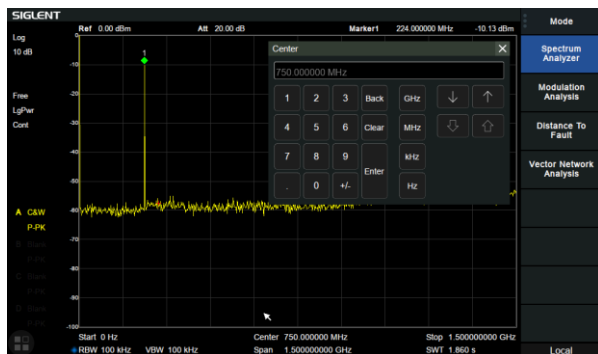 SIGLENT
Ref 0.00 dBm Att 20.00 dB Marker1 224.000000 MHz -10.13 dBm
Log
10 dB
Free
LgPwr
Cont
A C&W
P-PK
0
-10
-20
-30
-40
-50
-60
-70
-80
-90
-100
1
Center X
750.000000 MHz
1 2 3 Back GHz
4 5 6 Clear MHz
7 8 9 Enter kHz
. 0 +/- Hz
Start 0 Hz Center 750.000000 MHz Stop 1.500000000 GHz
RBW 100 kHz VBW 100 kHz Span 1.500000000 GHz SWT 1.860 s
Mode
Spectrum
Analyzer
Modulation
Analysis
Distance To
Fault
Vector Network
Analysis
Local